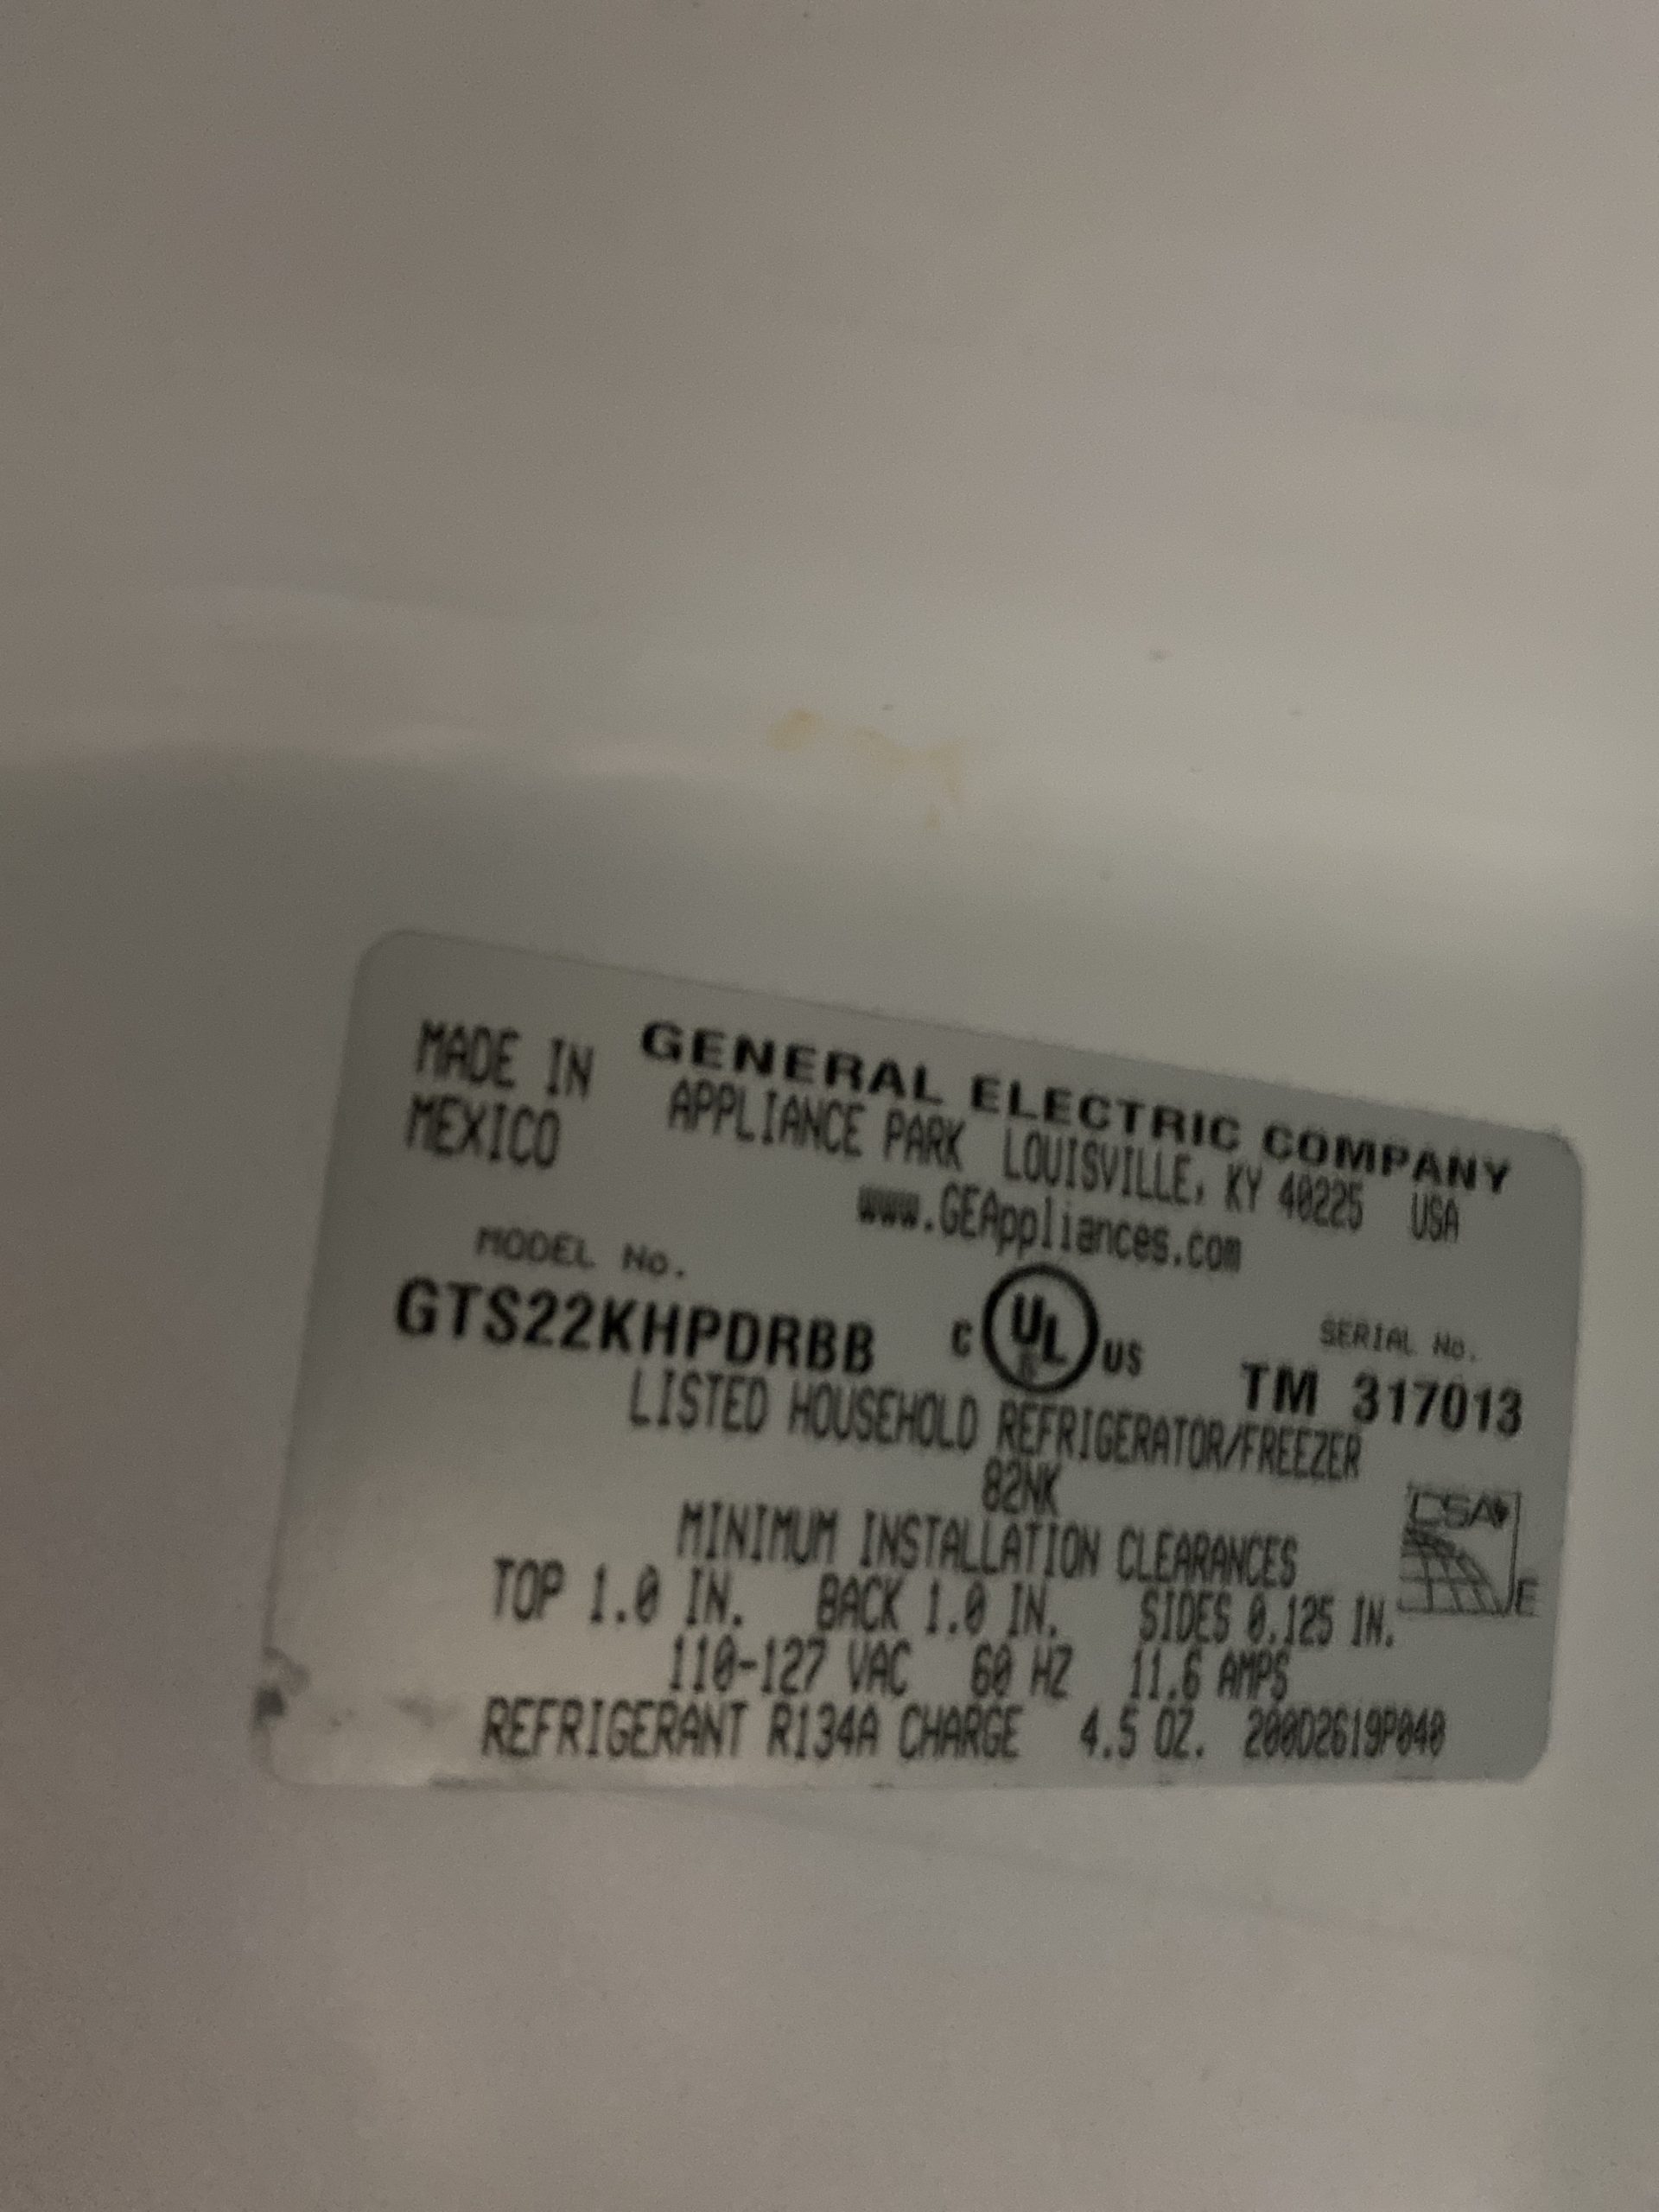 MADE IN GENERAL ELECTRIC COMPANY
MEXICO APPLIANCE PARK LOUISVILLE, KY 40225 USA
www.GEAppliances.com
MODEL No. SERIAL No.
GTS22KHPDRBB C UL US TM 317013
LISTED HOUSEHOLD REFRIGERATOR/FREEZER
82NK
MINIMUM INSTALLATION CLEARANCES CSA
TOP 1.0 IN. BACK 1.0 IN. SIDES 0.125 IN. E
110-127 VAC 60 HZ 11.6 AMPS
REFRIGERANT R134A CHARGE 4.5 OZ. 200D2619P040